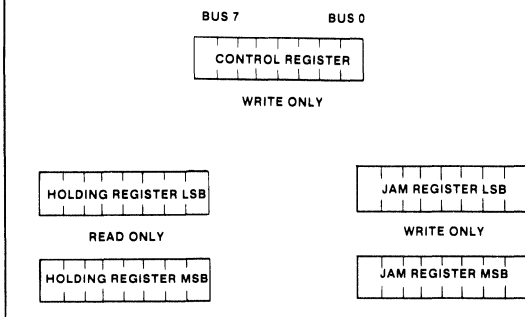 BUS 7 BUS 0
CONTROL REGISTER
WRITE ONLY
HOLDING REGISTER LSB
JAM REGISTER LSB
READ ONLY
WRITE ONLY
HOLDING REGISTER MSB
JAM REGISTER MSB